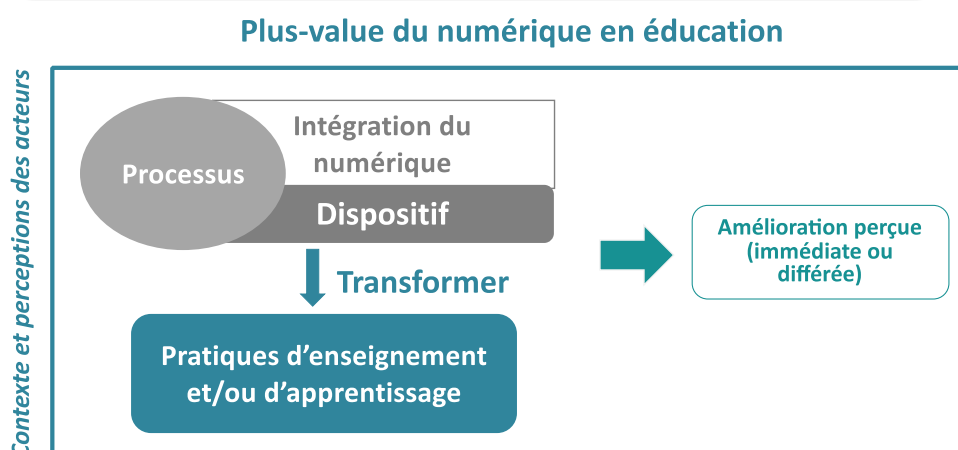 Plus-value du numérique en éducation
Contexte et perceptions des acteurs
Intégration du
numérique
Processus
Dispositif
Transformer
Pratiques d’enseignement
et/ou d’apprentissage
Amélioration perçue
(immédiate ou
différée)